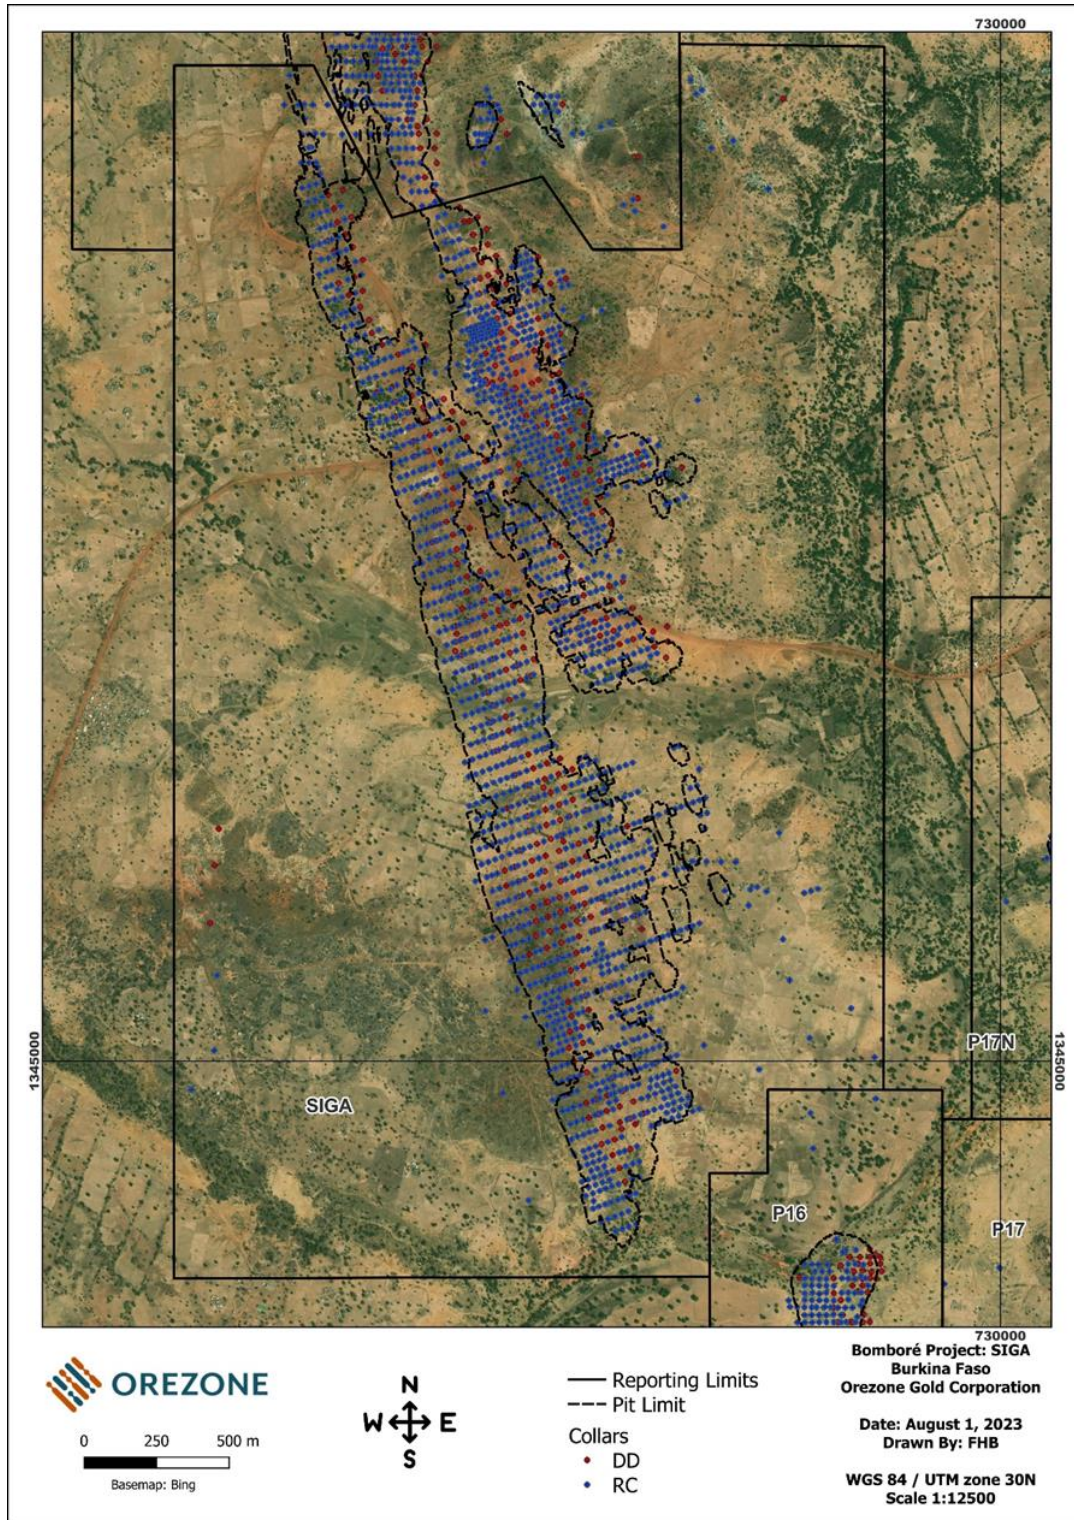 730000
1345000
1345000
P17N
SIGA
P16
P17
730000
OREZONE
0 250 500 m
Basemap: Bing
N
W E
S
Reporting Limits
Pit Limit
Collars
DD
RC
Bomboré Project: SIGA
Burkina Faso
Orezone Gold Corporation
Date: August 1, 2023
Drawn By: FHB
WGS 84 / UTM zone 30N
Scale 1:12500